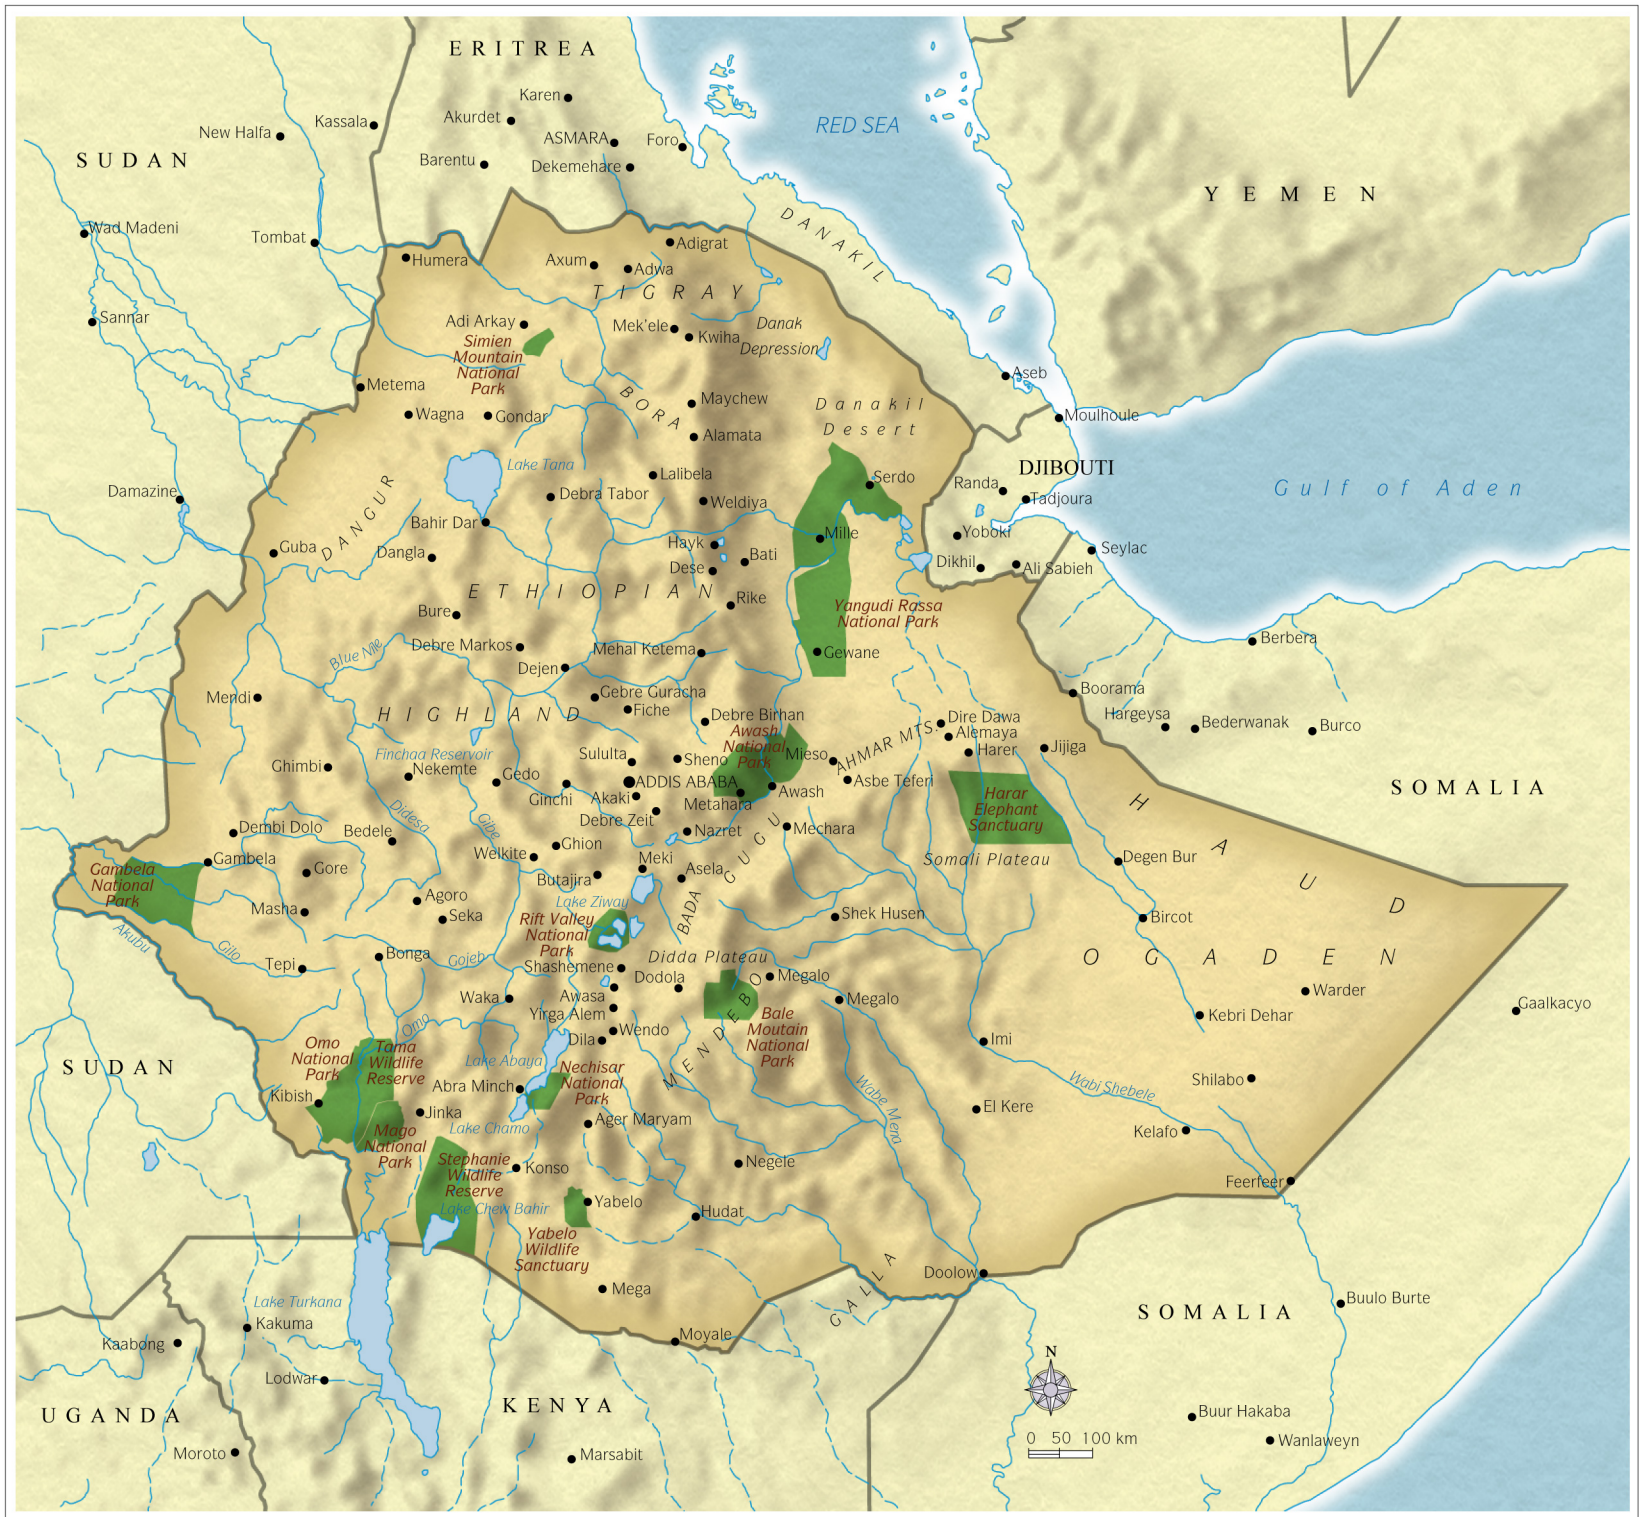 ERITREA
Karen
Akurdet
Kassala
New Halfa
ASMARA
Foro
RED SEA
SUDAN
Barentu
Dekemehare
YEMEN
DANAKIL
Wad Madeni
Tombat
Humera
Axum
Adwa
Adigrat
TIGRAY
Sannar
Adi Arkay
Simien
Mountain
National
Park
Mek'ele
Kwiha
Danak
Depression
Metema
Aseb
BORA
Maychew
Danakil
Desert
Wagna
Gondar
Moulhoule
Alamata
Lake Tana
Lalibela
Serdo
DJIBOUTI
Randa
Tadjoura
Gulf of Aden
Damazine
Debra Tabor
Weldiya
DANGUR
Bahir Dar
Mille
Yoboki
Guba
Dangla
Hayk
Bati
Dese
Dikhil
Ali Sabieh
Seylac
ETHIOPIAN
Rike
Yangudi Rassa
National Park
Bure
Berbera
Blue Nile
Debre Markos
Mehal Ketema
Gewane
Dejen
Mendi
Gebre Guracha
Fiche
Boorama
HIGHLAND
Debre Birhan
Dire Dawa
Hargeysa
Bederwanak
Burco
Awash
National
Park
AHMAR MTS.
Alemaya
Harer
Jijiga
Finchaa Reservoir
Sululta
Sheno
Mieso
Ghimbi
Nekemte
Gedo
ADDIS ABABA
Asbe Teferi
Ginchi
Akaki
Metahara
Awash
Harar
Elephant
Sanctuary
SOMALIA
Didesa
Gibe
Debre Zeit
Nazret
Mechara
H A U D
Dembi Dolo
Bedele
Ghion
Welkite
GUGU
Somali Plateau
Degen Bur
Gambela
National
Park
Gambela
Gore
Meki
Asela
Butajira
Agoro
Lake Ziway
BADA
Masha
Seka
Rift Valley
National
Park
Shek Husen
Bircot
Akubu
Gilo
Bonga
Gojeb
Didda Plateau
OGADEN
Tepi
Shashemene
Dodola
Megalo
Waka
Awasa
Megalo
Warder
Gaalkacyo
Yirga Alem
MENDEBO
Bale
Moutain
National
Park
Kebri Dehar
Omo
Wendo
Dila
Imi
Omo
National
Park
Tama
Wildlife
Reserve
Lake Abaya
Nechisar
National
Park
SUDAN
Abra Minch
Wabi Shebele
Shilabo
Kibish
Jinka
Wabe Mena
El Kere
Lake Chamo
Ager Maryam
Kelafo
Mago
National
Park
Stephanie
Wildlife
Reserve
Konso
Negele
Feerfeer
Yabelo
Lake Chew Bahir
Hudat
Yabelo
Wildlife
Sanctuary
GALLA
Doolow
Mega
Lake Turkana
Buulo Burte
SOMALIA
Kakuma
Kaabong
Moyale
N
Lodwar
KENYA
UGANDA
Buur Hakaba
0 50 100 km
Wanlaweyn
Moroto
Marsabit